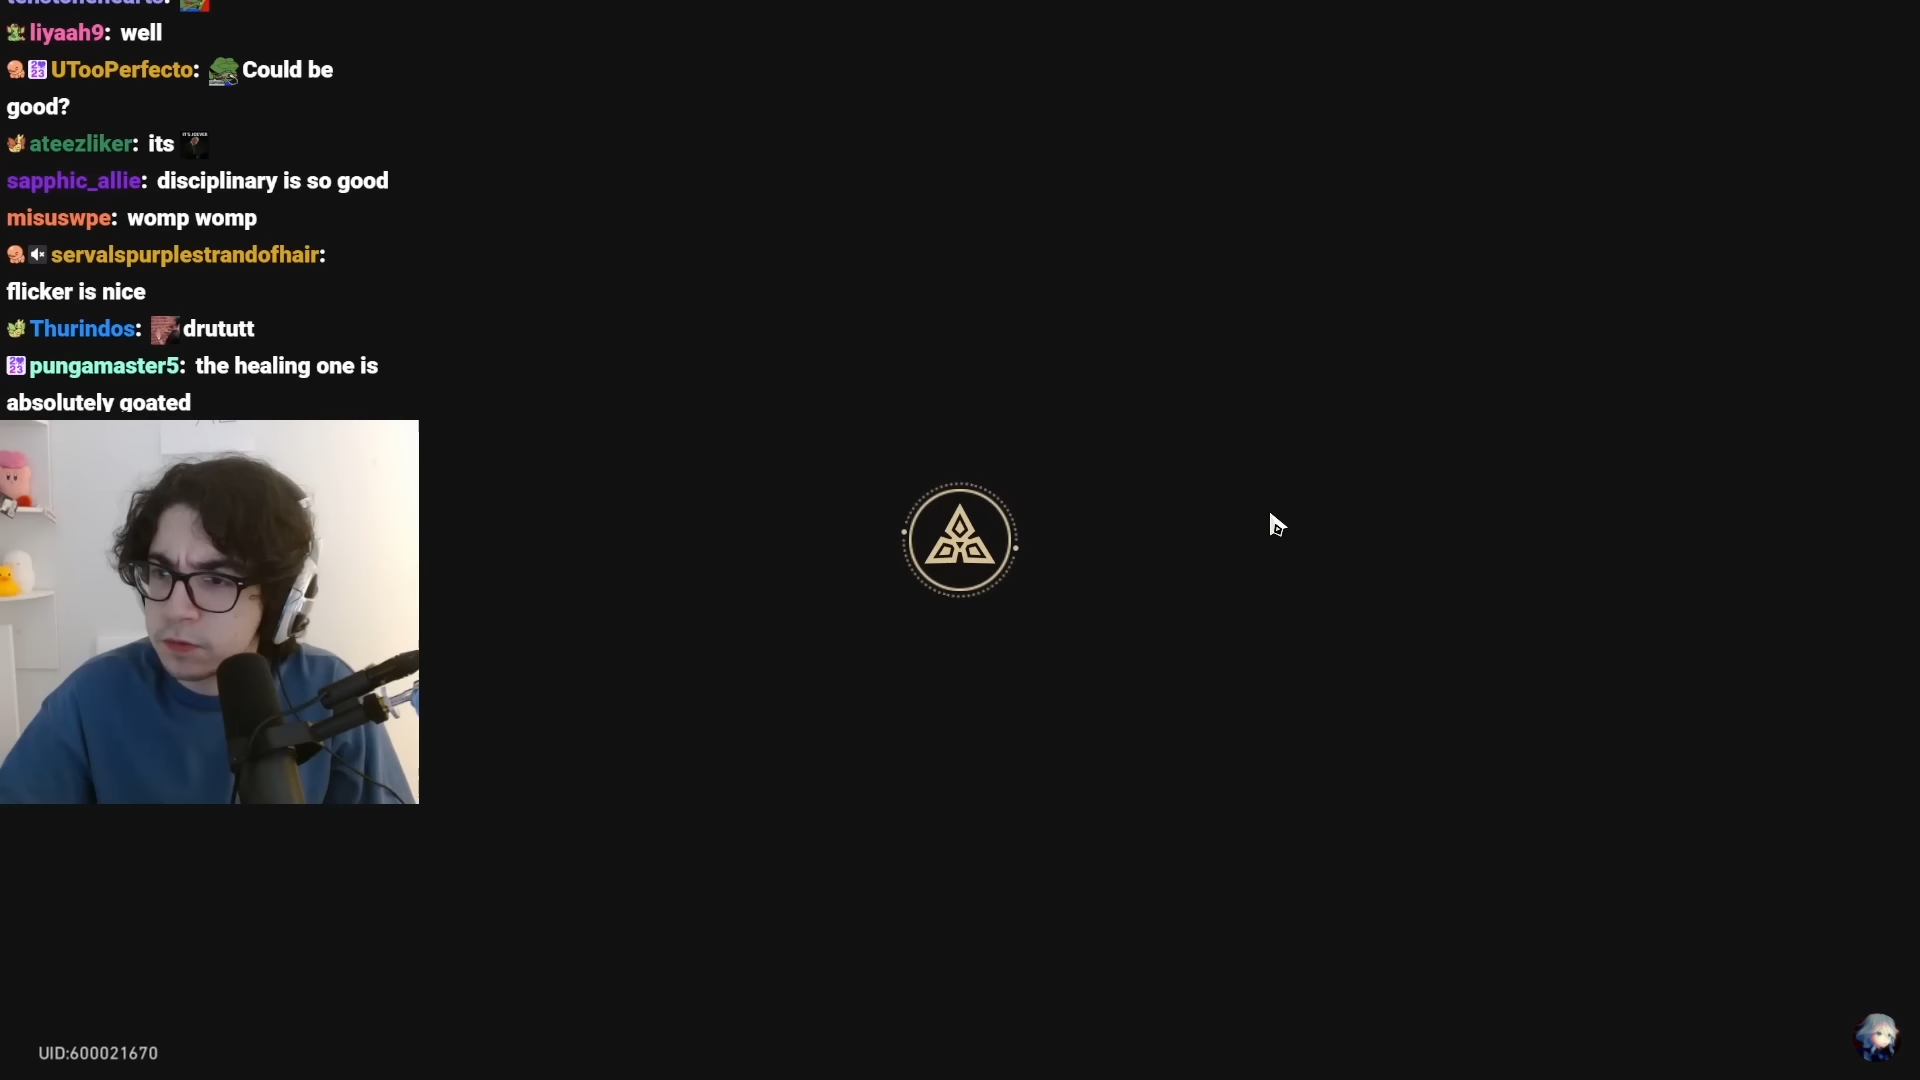 liyaah9: well
UTooPerfecto: Could be
good?
ateezliker: its
sapphic_allie: disciplinary is so good
misuswpe: womp womp
servalspurplestrandofhair:
flicker is nice
Thurindos: drututt
pungamaster5: the healing one is
absolutely goated
UID:600021670